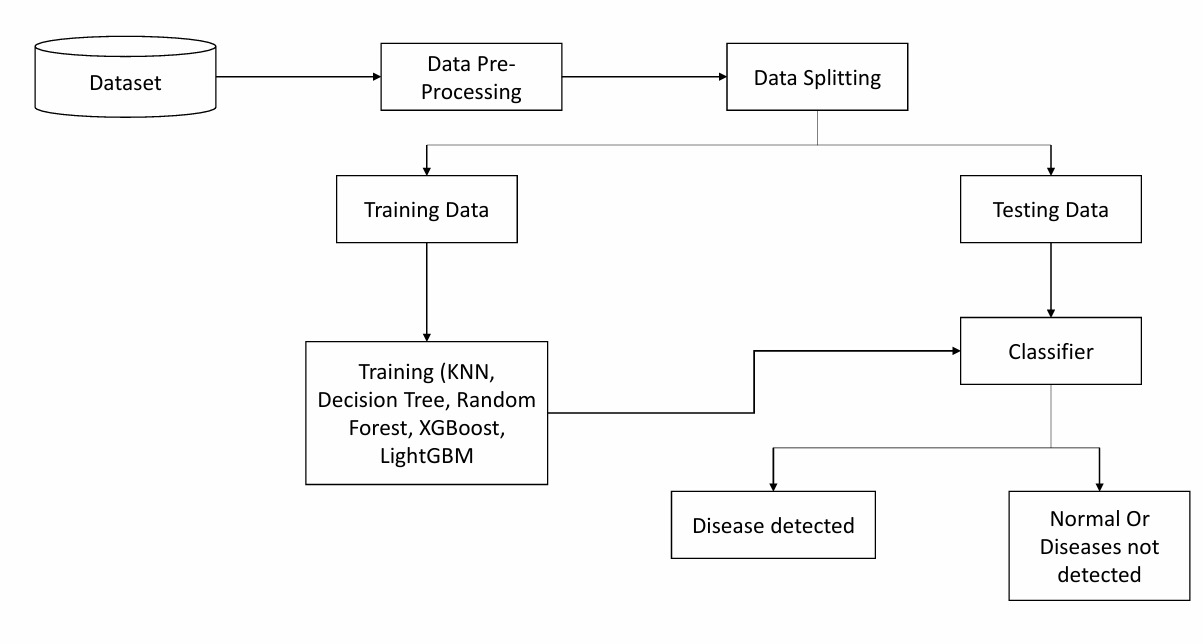 Dataset
Data Pre-
Processing
Data Splitting
Training Data
Testing Data
Training (KNN,
Decision Tree, Random
Forest, XGBoost,
LightGBM
Classifier
Disease detected
Normal Or
Diseases not
detected